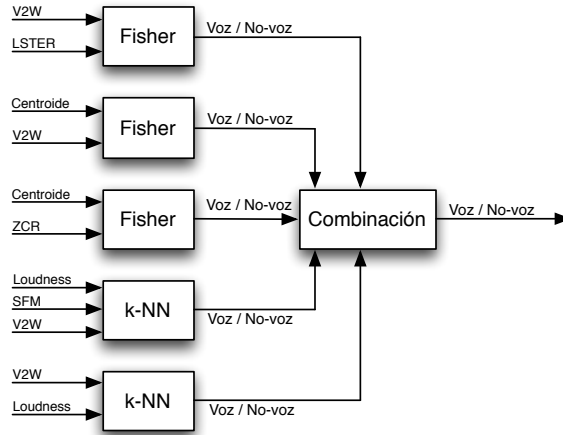 V2W
LSTER
Fisher
Voz / No-voz
Centroide
V2W
Fisher
Voz / No-voz
Centroide
ZCR
Fisher
Voz / No-voz
Combinación
Voz / No-voz
Loudness
SFM
V2W
k-NN
Voz / No-voz
V2W
Loudness
k-NN
Voz / No-voz